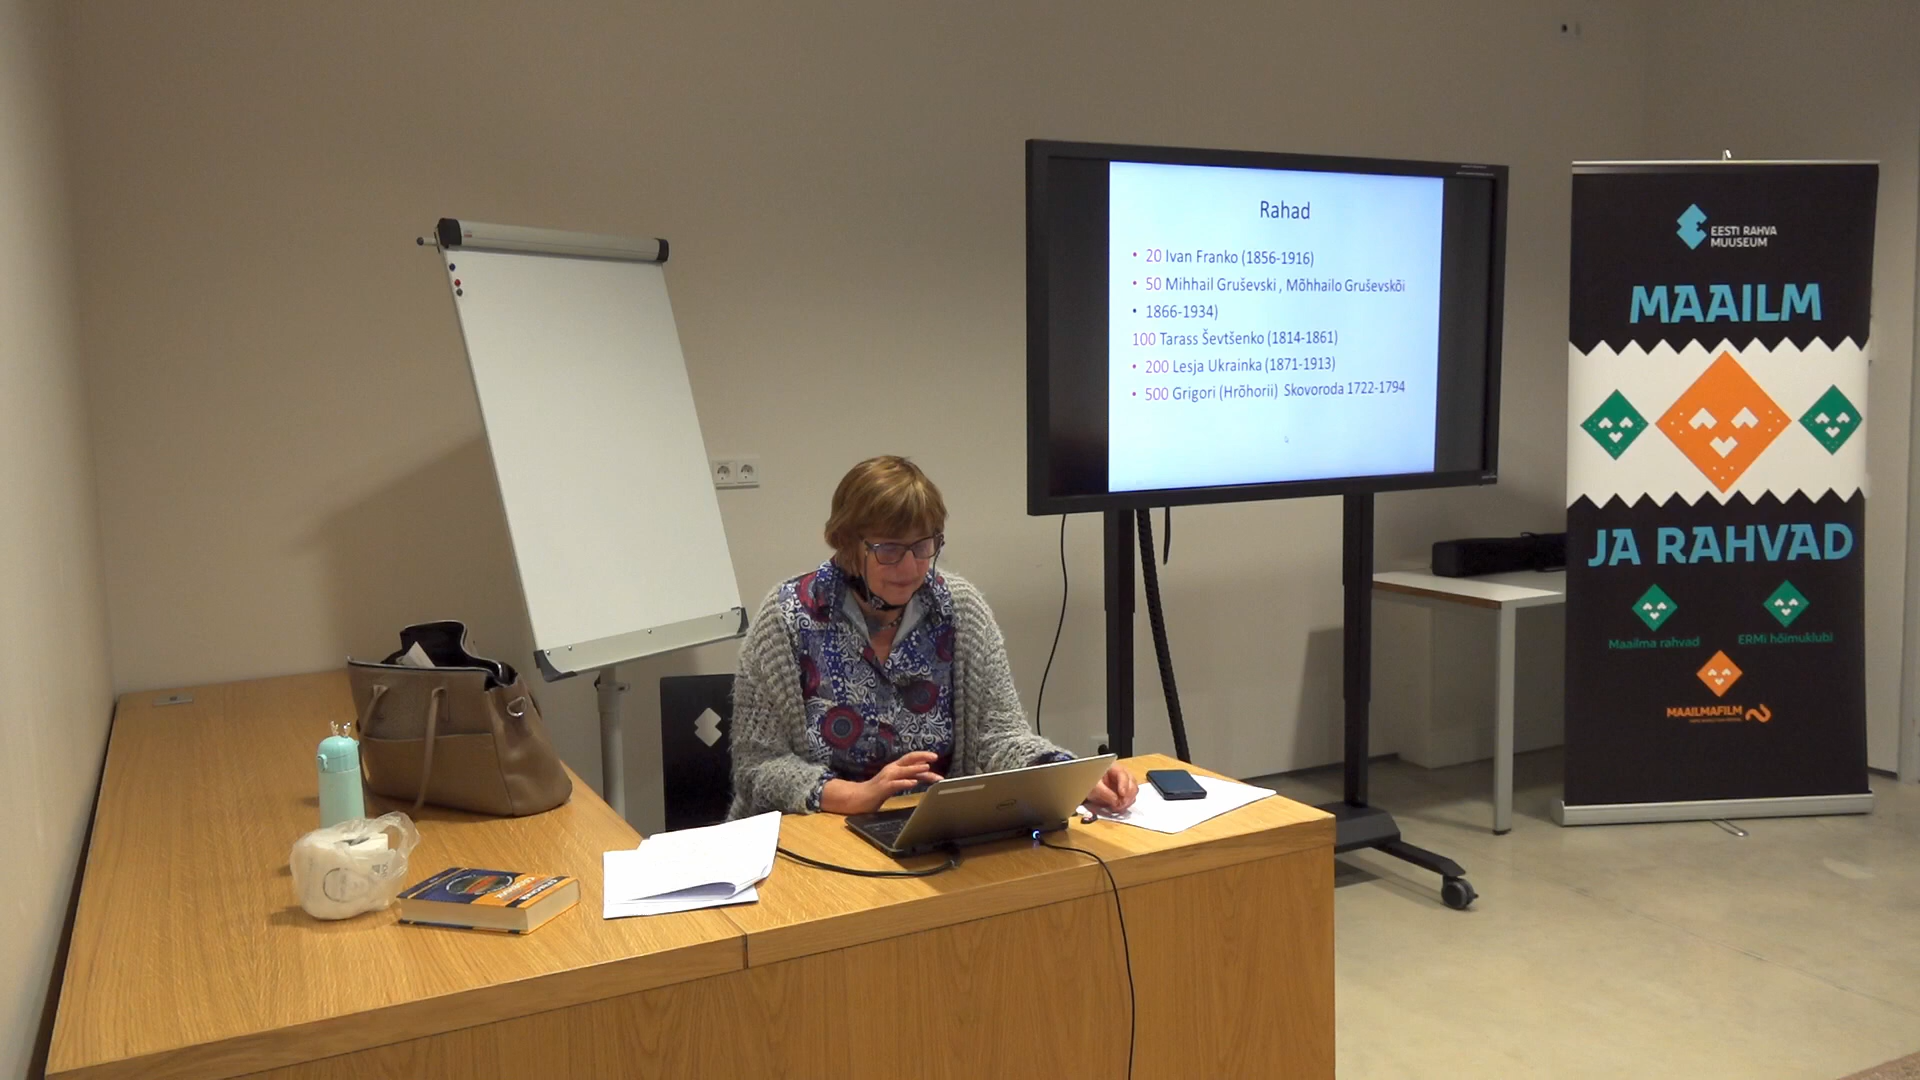 Rahad
• 20 Ivan Franko (1856-1916)
• 50 Mihhail Gruševski , Mõhhailo Gruševskõi
• 1866-1934)
100 Tarass Ševtšenko (1814-1861)
• 200 Lesja Ukrainka (1871-1913)
• 500 Grigori (Hrõhorii) Skovoroda 1722-1794
EESTI RAHVA
MUUSEUM
MAAILM
JA RAHVAD
Maailma rahvad
ERMi hõimuklubi
MAAILMAFILM
DELL